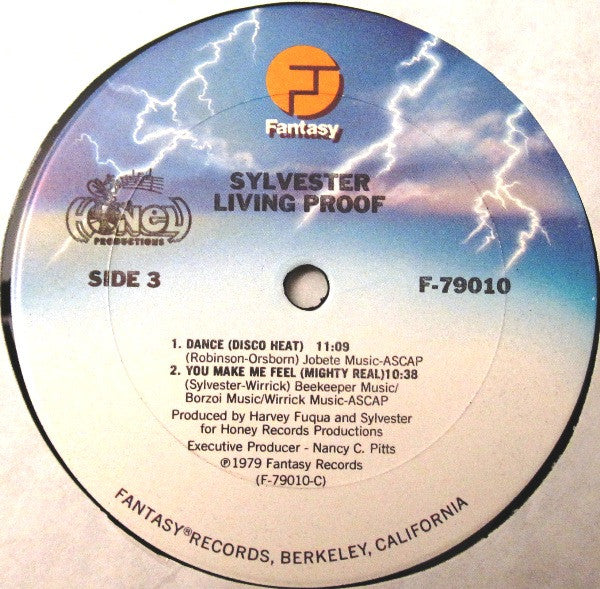 Fantasy
SYLVESTER
LIVING PROOF
HONEY
PRODUCTIONS
SIDE 3
F-79010
1. DANCE (DISCO HEAT) 11:09
(Robinson-Orsborn) Jobete Music-ASCAP
2. YOU MAKE ME FEEL (MIGHTY REAL)10:38
(Sylvester-Wirrick) Beekeeper Music/
Borzoi Music/Wirrick Music-ASCAP
Produced by Harvey Fuqua and Sylvester
for Honey Records Productions
Executive Producer - Nancy C. Pitts
℗1979 Fantasy Records
(F-79010-C)
FANTASY®RECORDS, BERKELEY, CALIFORNIA